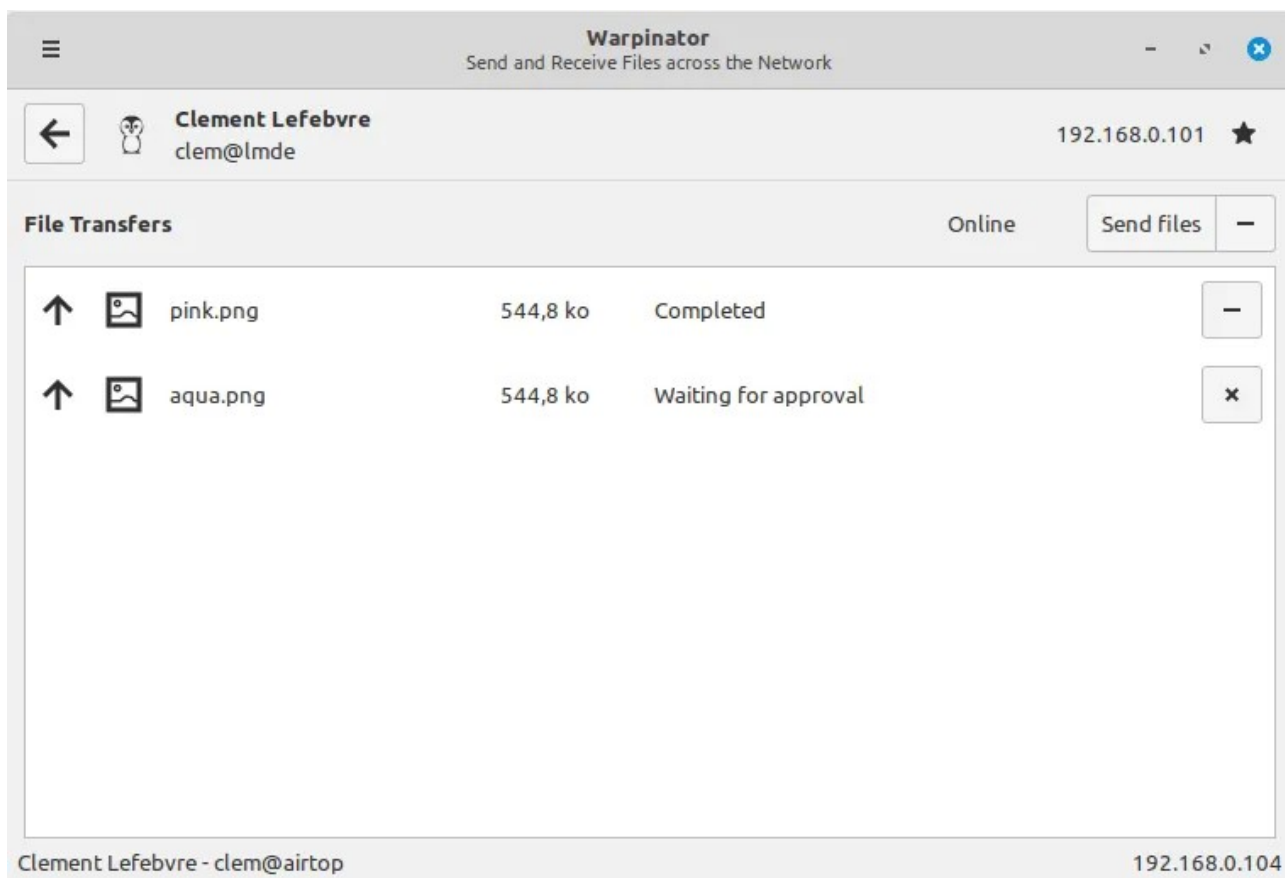 Warpinator
Send and Receive Files across the Network
Clement Lefebvre
clem@lmde
192.168.0.101
File Transfers Online Send files
pink.png 544,8 ko Completed
aqua.png 544,8 ko Waiting for approval
Clement Lefebvre - clem@airtop 192.168.0.104